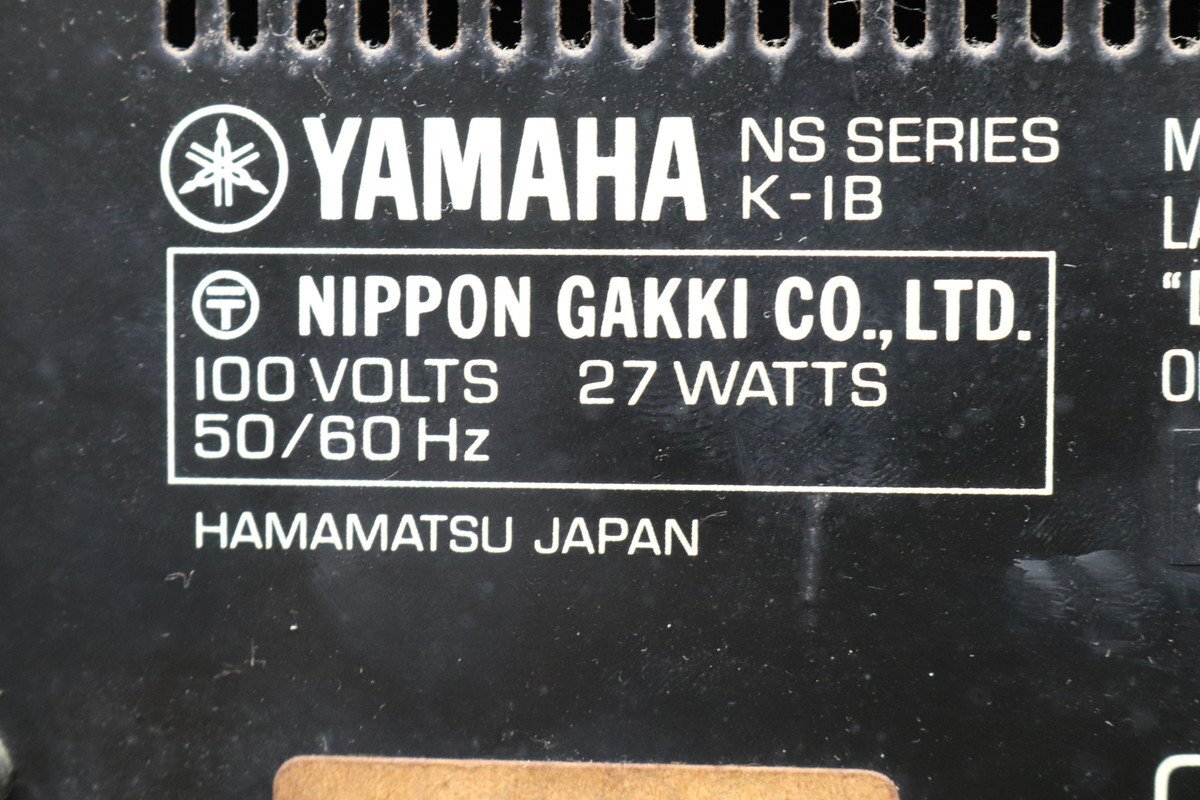 YAMAHA NS SERIES
K-1B
〒 NIPPON GAKKI CO., LTD.
100 VOLTS 27 WATTS
50/60 Hz
HAMAMATSU JAPAN